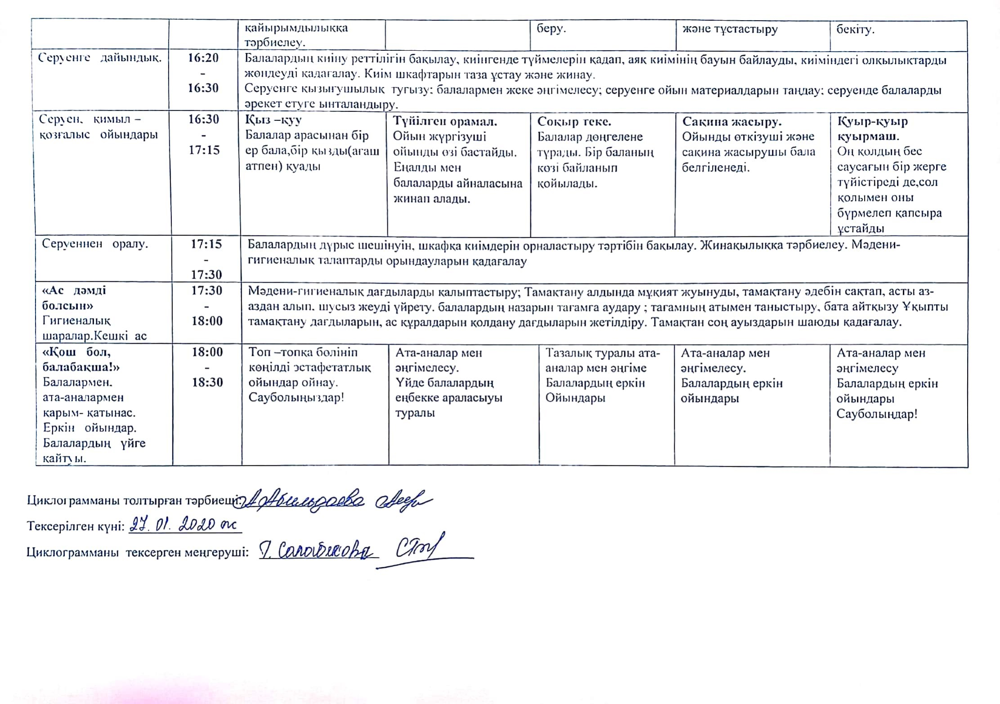 қайырымдылыққа
тәрбиелеу.
беру.
және тұстастыру
бекіту.
Серуенге дайындық.
16:20
-
16:30
Балалардың киіну реттілігін бақылау, киінгенде түймелерін қадап, аяқ киімінің бауын байлауды, киіміндегі олқылықтарды
жөндеуді қадағалау. Киім шкафтарын таза ұстау және жинау.
Серуенге қызығушылық туғызу: балалармен жеке әңгімелесу; серуенге ойын материалдарын таңдау: серуенде балаларды
әрекет етуге ынталандыру.
Серуен, қимыл –
қозғалыс ойындары
16:30
-
17:15
Қыз –қуу
Балалар арасынан бір
ер бала,бір қызды(ағаш
атпен) қуады
Түйілген орамал.
Ойын жүргізуші
ойынды өзі бастайды.
Еңалды мен
балаларды айналасына
жинап алады.
Соқыр теке.
Балалар дөңгелене
тұрады. Бір баланың
көзі байланып
қойылады.
Сақина жасыру.
Ойынды өткізуші және
сақина жасырушы бала
белгіленеді.
Қуыр-қуыр
қуырмаш.
Оң қолдың бес
саусағын бір жерге
түйістіреді де,сол
қолымен оны
бүрмелеп қапсыра
ұстайды
Серуеннен оралу.
17:15
-
17:30
Балалардың дұрыс шешінуін, шкафқа киімдерін орналастыру тәртібін бақылау. Жинақылыққа тәрбиелеу. Мәдени-
гигиеналық талаптарды орындауларын қадағалау
«Ас дәмді
болсын»
Гигиеналық
шаралар.Кешкі ас
17:30
-
18:00
Мәдени-гигиеналық дағдыларды қалыптастыру; Тамақтану алдында мұқият жуынуды, тамақтану әдебін сақтап, асты аз-
аздан алып. шусыз жеуді үйрету. балалардың назарын тағамға аудару ; тағамның атымен таныстыру, бата айтқызу Ұқыпты
тамақтану дағдыларын, ас құралдарын қолдану дағдыларын жетілдіру. Тамақтан соң ауыздарын шаюды қадағалау.
«Қош бол,
балабақша!»
Балалармен.
ата-аналармен
қарым- қатынас.
Еркін ойындар.
Балалардың үйге
қайтуы.
18:00
-
18:30
Топ –топқа бөлініп
көңілді эстафетатлық
ойындар ойнау.
Сауболыңыздар!
Ата-аналар мен
әңгімелесу.
Үйде балалардың
еңбекке араласыуы
туралы
Тазалық туралы ата-
аналар мен әңгіме
Балалардың еркін
Ойындары
Ата-аналар мен
әңгімелесу.
Балалардың еркін
ойындары
Ата-аналар мен
әңгімелесу
Балалардың еркін
ойындары
Сауболыңдар!
Циклограмманы толтырған тәрбиеші: А Абильдаева
Тексерілген күні: 27. 01. 2020 ж
Циклограмманы тексерген меңгеруші: